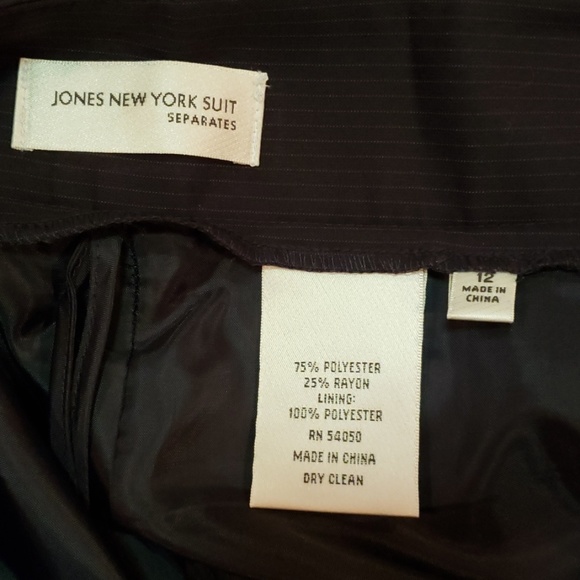 JONES NEW YORK SUIT
SEPARATES
12
MADE IN
CHINA
75% POLYESTER
25% RAYON
LINING:
100% POLYESTER
RN 54050
MADE IN CHINA
DRY CLEAN